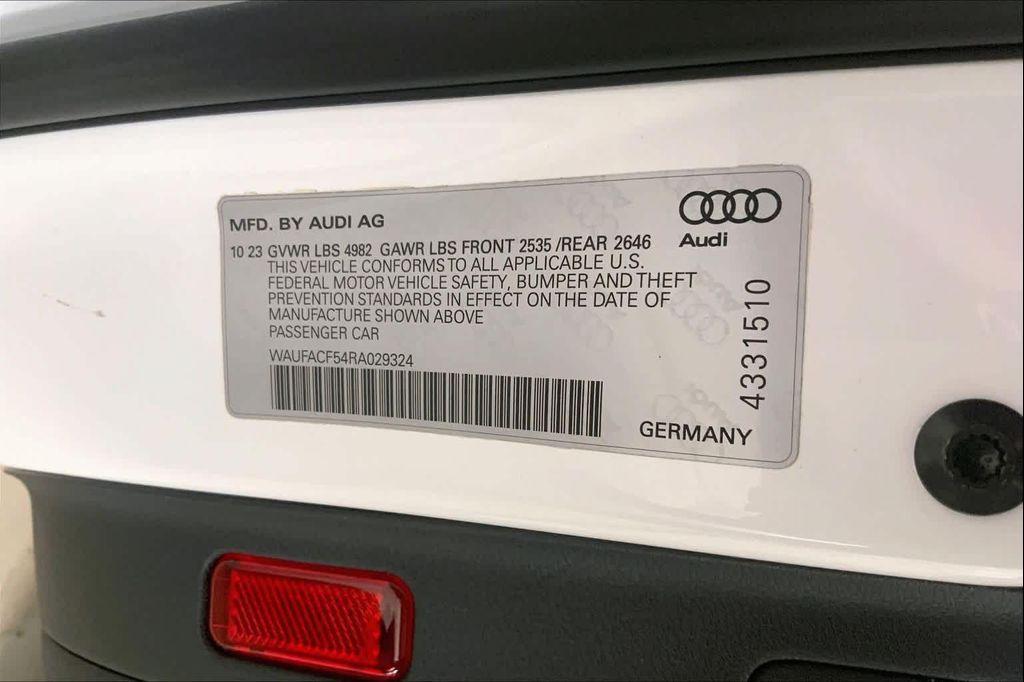 MFD. BY AUDI AG
Audi
10 23 GVWR LBS 4982 GAWR LBS FRONT 2535 /REAR 2646
THIS VEHICLE CONFORMS TO ALL APPLICABLE U.S.
FEDERAL MOTOR VEHICLE SAFETY, BUMPER AND THEFT
PREVENTION STANDARDS IN EFFECT ON THE DATE OF
MANUFACTURE SHOWN ABOVE
PASSENGER CAR
WAUFACF54RA029324
4331510
GERMANY